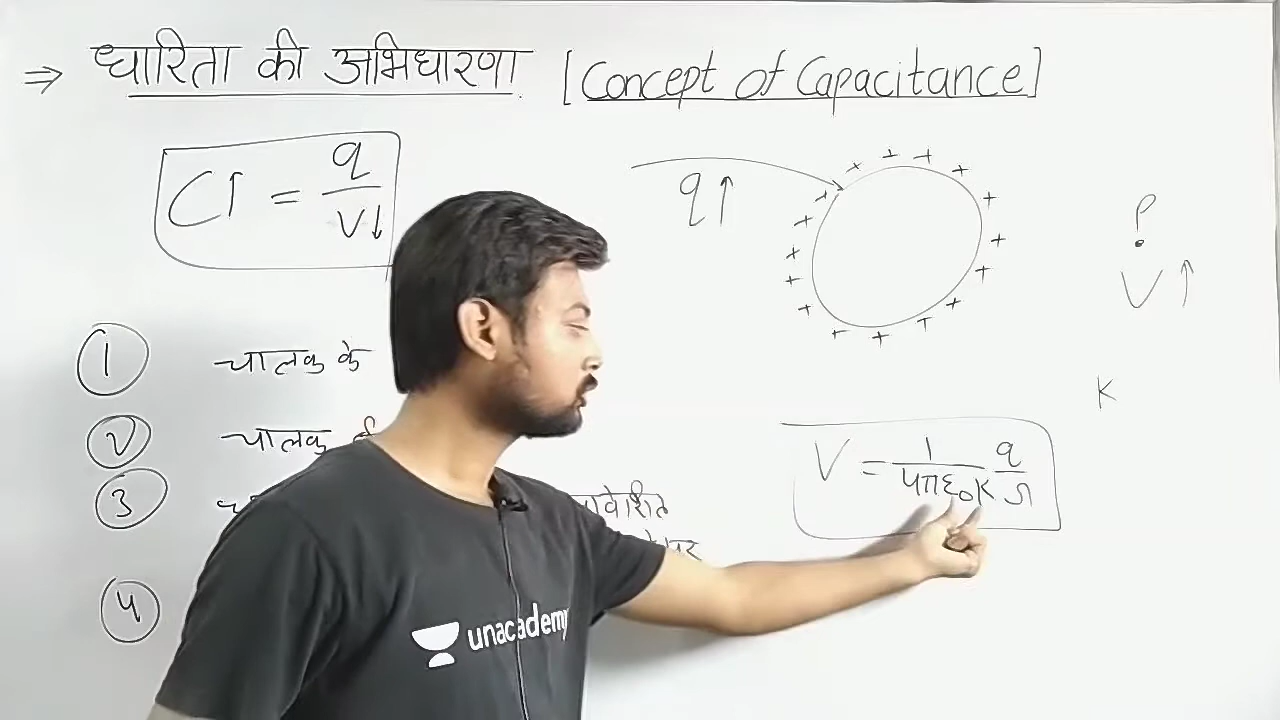 ⇒ धारिता की अभिधारणा [Concept of Capacitance]
C↑ = q/V↓
q↑
?
V↑
K
V = 1/4πε₀K q/r
1 चालक के
2 चालक
3
4
unacademy